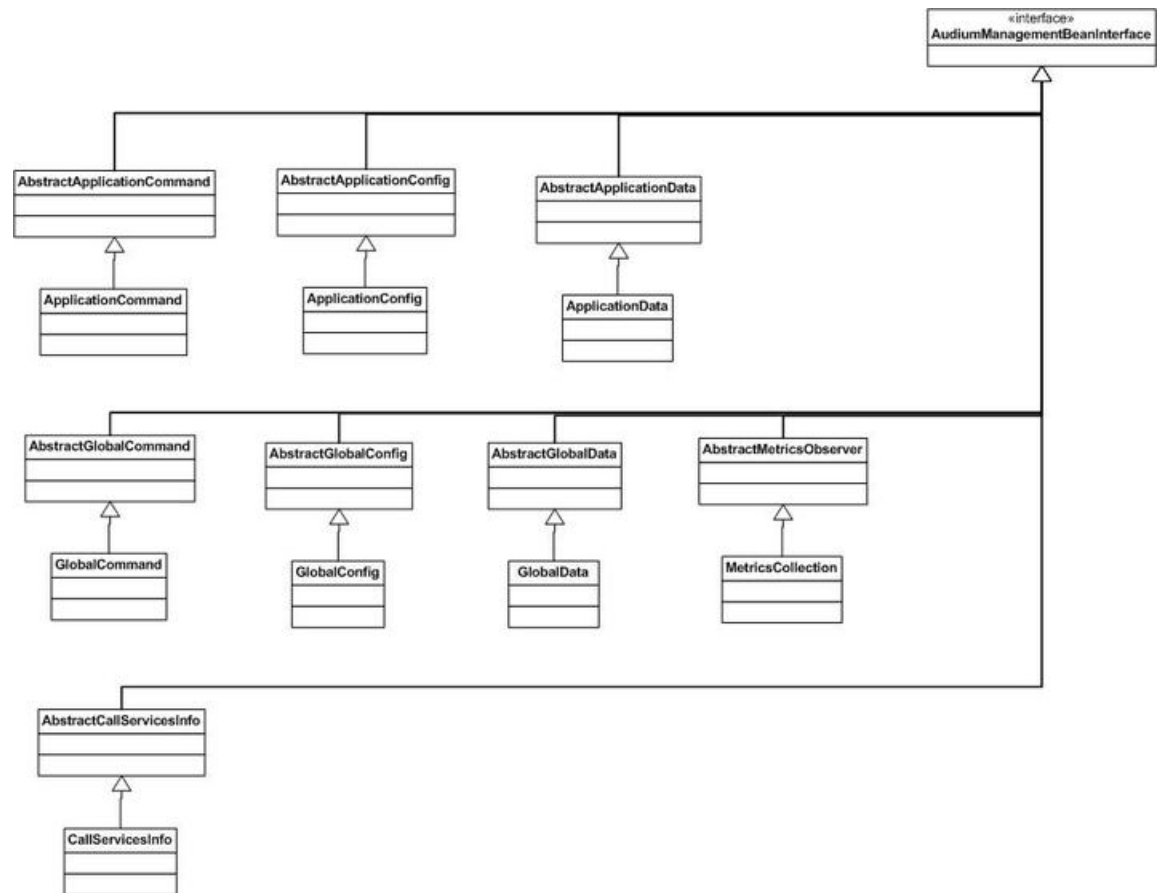 «interface»
AudiumManagementBeanInterface
AbstractApplicationCommand
AbstractApplicationConfig
AbstractApplicationData
ApplicationCommand
ApplicationConfig
ApplicationData
AbstractGlobalCommand
AbstractGlobalConfig
AbstractGlobalData
AbstractMetricsObserver
GlobalCommand
GlobalConfig
GlobalData
MetricsCollection
AbstractCallServicesInfo
CallServicesInfo